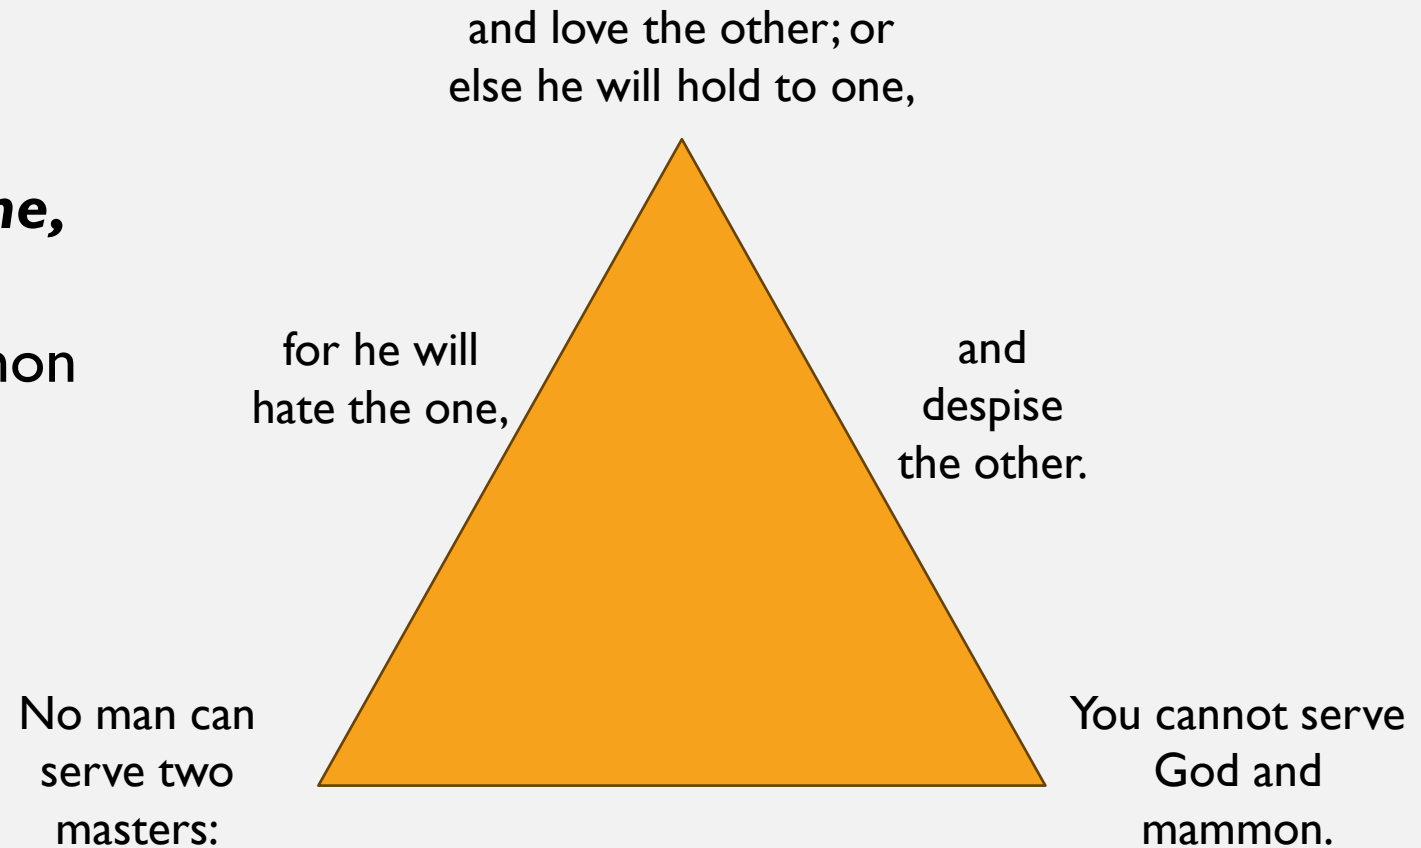 and love the other; or
else he will hold to one,
for he will
hate the one,
and
despise
the other.
No man can
serve two
masters:
You cannot serve
God and
mammon.